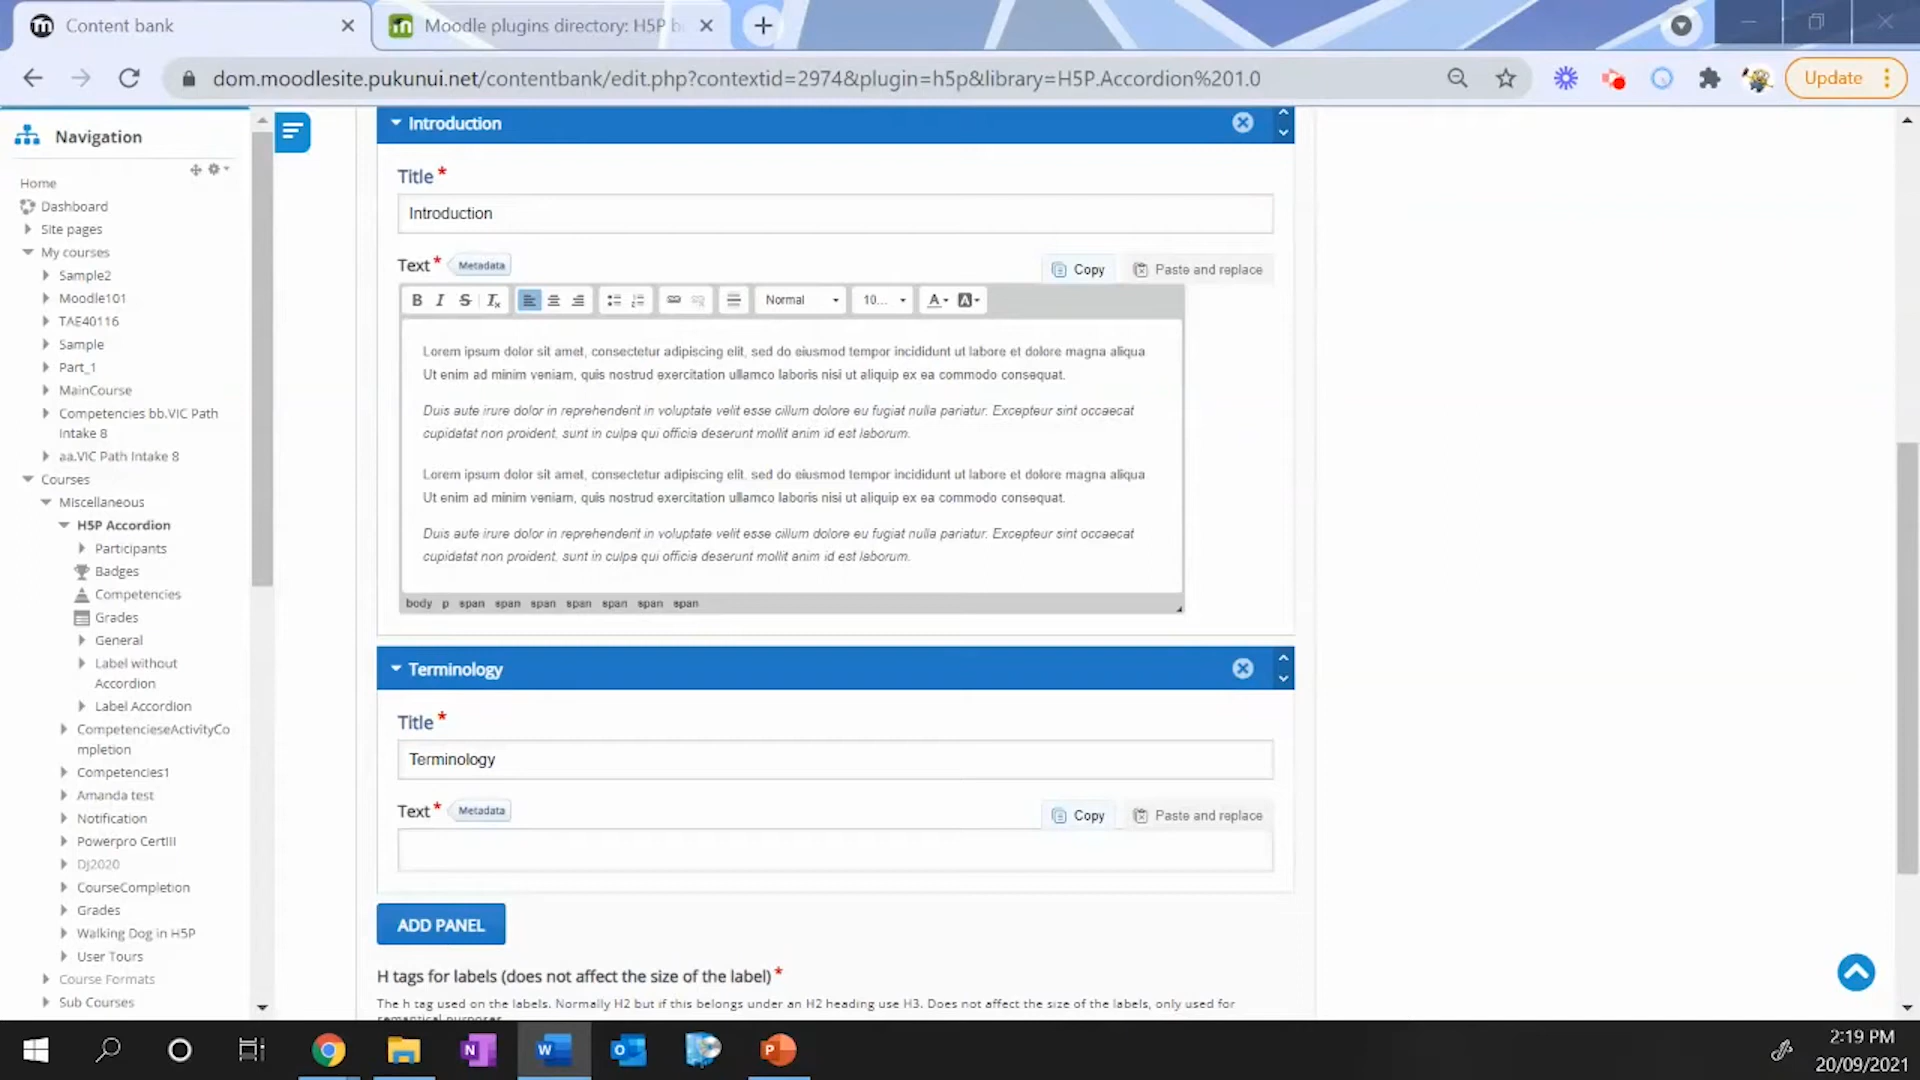 Content bank
Moodle plugins directory: H5P b
dom.moodlesite.pukunui.net/contentbank/edit.php?contextid=2974&plugin=h5p&library=H5P.Accordion%201.0
Update
Navigation
Home
Dashboard
Site pages
My courses
Sample2
Moodle101
TAE40116
Sample
Part_1
MainCourse
Competencies bb.VIC Path
Intake 8
aa.VIC Path Intake 8
Courses
Miscellaneous
H5P Accordion
Participants
Badges
Competencies
Grades
General
Label without
Accordion
Label Accordion
CompetencieseActivityCo
mpletion
Competencies1
Amanda test
Notification
Powerpro CertIII
DJ2020
CourseCompletion
Grades
Walking Dog in H5P
User Tours
Course Formats
Sub Courses
Introduction
Title *
Introduction
Text * Metadata
Copy Paste and replace
B I S Tx Normal 10... A A
Lorem ipsum dolor sit amet, consectetur adipiscing elit, sed do eiusmod tempor incididunt ut labore et dolore magna aliqua
Ut enim ad minim veniam, quis nostrud exercitation ullamco laboris nisi ut aliquip ex ea commodo consequat.
Duis aute irure dolor in reprehenderit in voluptate velit esse cillum dolore eu fugiat nulla pariatur. Excepteur sint occaecat
cupidatat non proident, sunt in culpa qui officia deserunt mollit anim id est laborum.
Lorem ipsum dolor sit amet, consectetur adipiscing elit, sed do eiusmod tempor incididunt ut labore et dolore magna aliqua
Ut enim ad minim veniam, quis nostrud exercitation ullamco laboris nisi ut aliquip ex ea commodo consequat.
Duis aute irure dolor in reprehenderit in voluptate velit esse cillum dolore eu fugiat nulla pariatur. Excepteur sint occaecat
cupidatat non proident, sunt in culpa qui officia deserunt mollit anim id est laborum.
body p span span span span span span span
Terminology
Title *
Terminology
Text * Metadata
Copy Paste and replace
ADD PANEL
H tags for labels (does not affect the size of the label) *
The h tag used on the labels. Normally H2 but if this belongs under an H2 heading use H3. Does not affect the size of the labels, only used for
semantical purposes
2:19 PM
20/09/2021